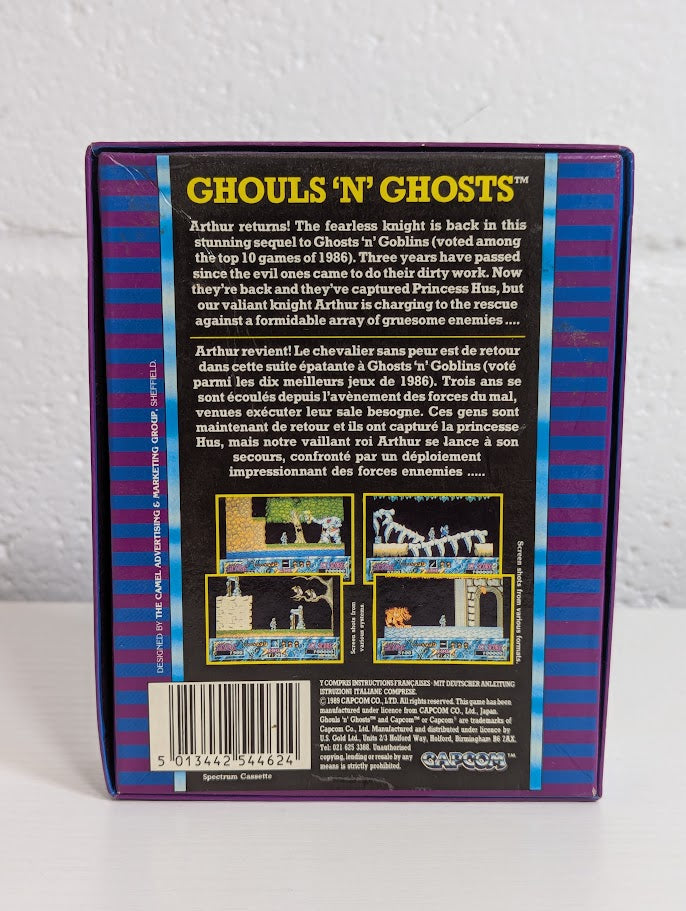 GHOULS 'N' GHOSTS™
Arthur returns! The fearless knight is back in this
stunning sequel to Ghosts 'n' Goblins (voted among
the top 10 games of 1986). Three years have passed
since the evil ones came to do their dirty work. Now
they're back and they've captured Princess Hus, but
our valiant knight Arthur is charging to the rescue
against a formidable array of gruesome enemies ....
Arthur revient! Le chevalier sans peur est de retour
dans cette suite épatante à Ghosts 'n' Goblins (voté
parmi les dix meilleurs jeux de 1986). Trois ans se
sont écoulés depuis l'avènement des forces du mal,
venues exécuter leur sale besogne. Ces gens sont
maintenant de retour et ils ont capturé la princesse
Hus, mais notre vaillant roi Arthur se lance à son
secours, confronté par un déploiement
impressionnant des forces ennemies .....
DESIGNED BY THE CAMEL ADVERTISING & MARKETING GROUP, SHEFFIELD.
Screen shots from various formats.
Screen shots from
various systems.
Y COMPRIS INSTRUCTIONS FRANÇAISES · MIT DEUTSCHER ANLEITUNG
ISTRUZIONI ITALIANE COMPRESE.
© 1989 CAPCOM CO., LTD. All rights reserved. This game has been
manufactured under licence from CAPCOM CO., Ltd., Japan.
Ghouls 'n' Ghosts™ and Capcom™ or Capcom® are trademarks of
Capcom Co., Ltd. Manufactured and distributed under licence by
U.S. Gold Ltd., Units 2/3 Holford Way, Holford, Birmingham B6 7AX.
Tel: 021 625 3388. Unauthorised
copying, lending or resale by any
means is strictly prohibited.
CAPCOM™
5 013442 544624
Spectrum Cassette